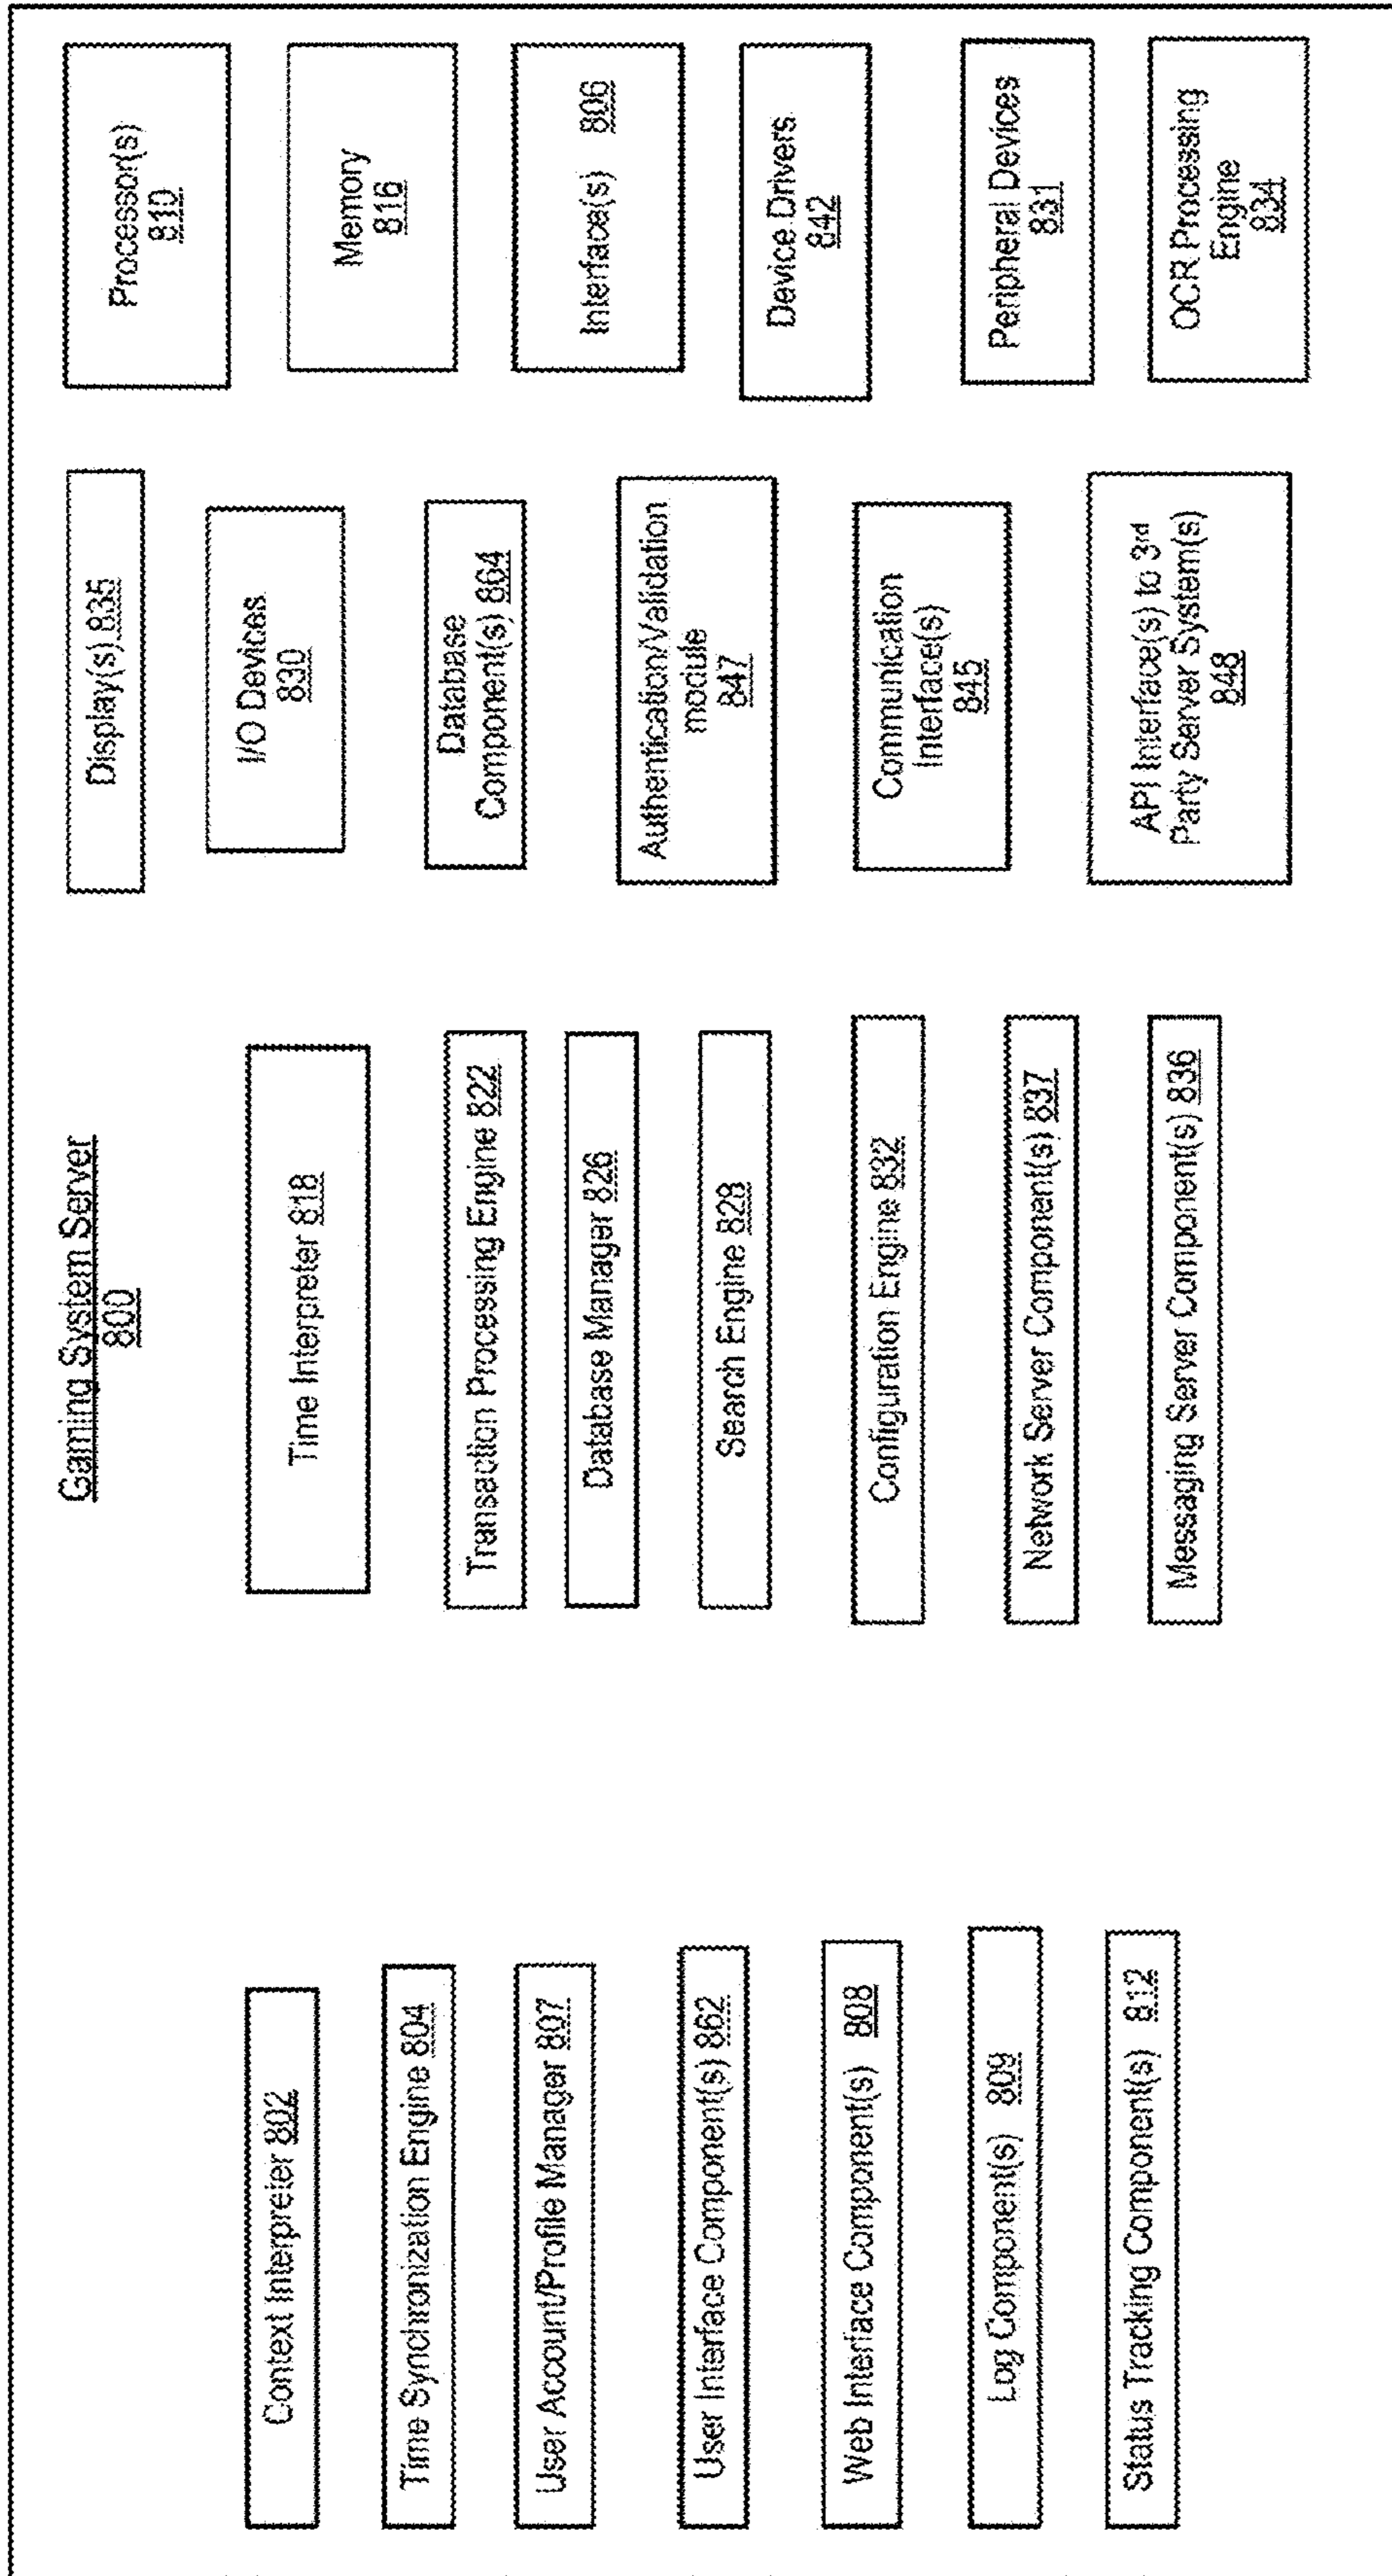 Gaming System Server
800
Context Interpreter 802
Time Synchronization Engine 804
User Account/Profile Manager 807
User Interface Component(s) 862
Web Interface Component(s) 808
Log Component(s) 809
Status Tracking Component(s) 812
Time Interpreter 818
Transaction Processing Engine 822
Database Manager 826
Search Engine 828
Configuration Engine 832
Network Server Component(s) 837
Messaging Server Component(s) 836
Display(s) 835
I/O Devices
830
Database
Component(s) 864
Authentication/Validation
module
847
Communication
Interface(s)
845
API Interface(s) to 3rd
Party Server System(s)
848
Processor(s)
810
Memory
816
Interface(s) 806
Device Drivers
842
Peripheral Devices
831
OCR Processing
Engine
834